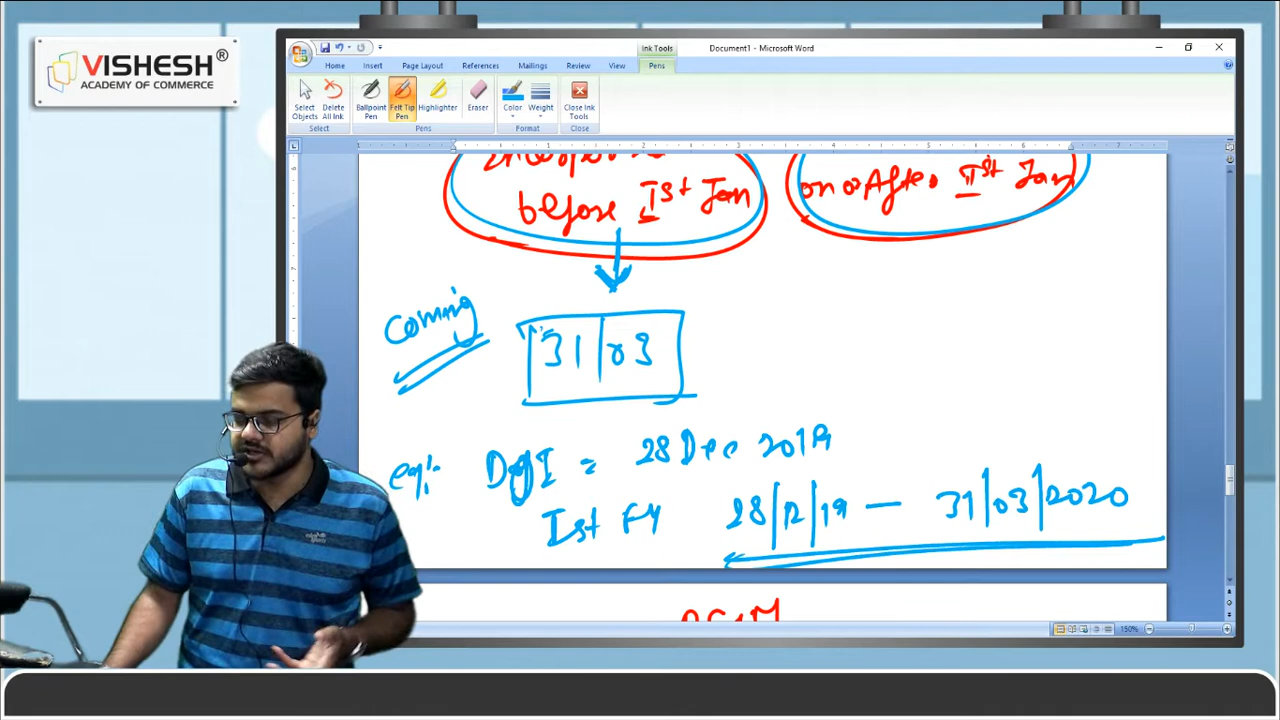 VISHESH®
ACADEMY OF COMMERCE
Ink Tools
Document1 - Microsoft Word
Home Insert Page Layout References Mailings Review View Pens
Select Objects
Delete All Ink
Ballpoint Pen
Felt Tip Pen
Highlighter
Eraser
Color
Weight
Close Ink Tools
Select
Pens
Format
Close
before Ist Jan
on or After Ist Jan
Coming
31 | 03
eg:- DOfI = 28 Dec 2019
Ist FY 28/12/19 — 31/03/2020
150%